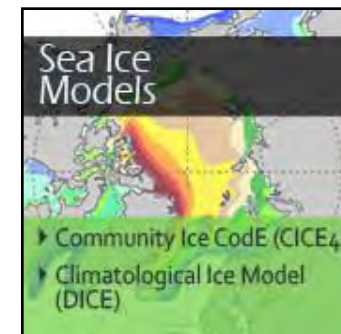 Sea Ice
Models
Community Ice CodE (CICE4
Climatological Ice Model
(DICE)